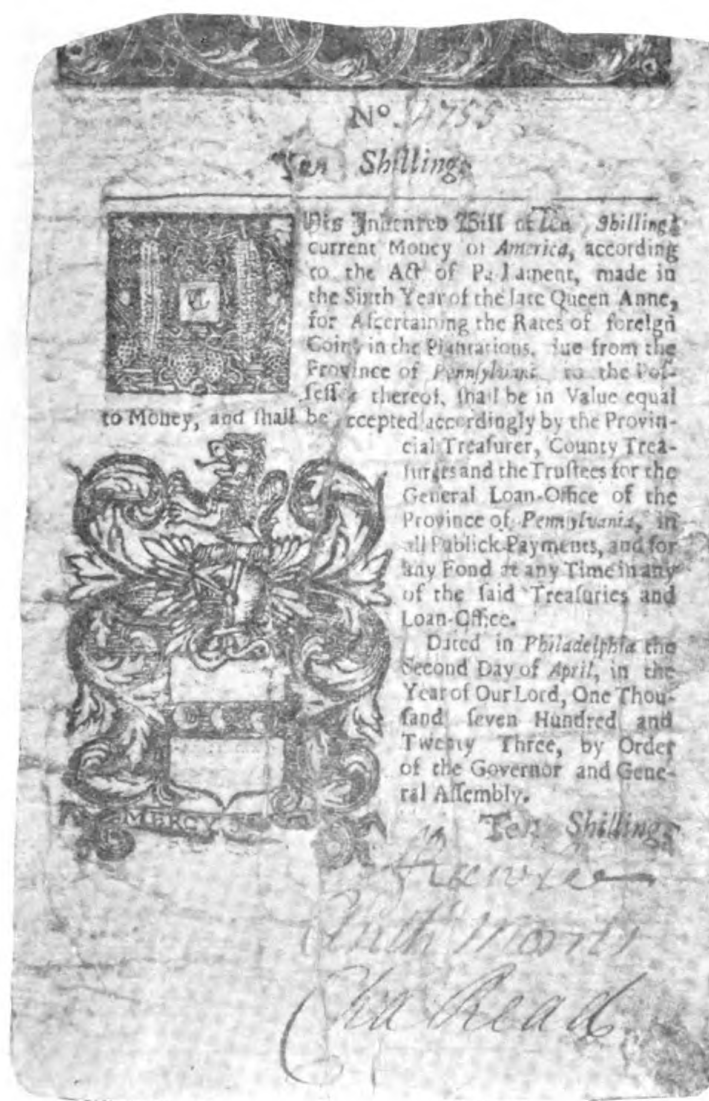 No. 4755
Ten Shillings
THis Indented Bill of Ten Shillings
current Money of America, according
to the Act of Parliament, made in
the Sixth Year of the late Queen Anne,
for Aſcertaining the Rates of foreign
Coins in the Plantations, due from the
Province of Pennſylvania to the Poſ-
ſeſſor thereof, ſhall be in Value equal
to Money, and ſhall be accepted accordingly by the Provin-
cial Treaſurer, County Trea-
ſurers and the Truſtees for the
General Loan-Office of the
Province of Pennſylvania, in
all Publick Payments, and for
any Fond at any Time in any
of the ſaid Treaſuries and
Loan-Office.
Dated in Philadelphia the
Second Day of April, in the
Year of Our Lord, One Thou-
ſand ſeven Hundred and
Twenty Three, by Order
of the Governor and Gene-
ral Aſſembly.
MERCY
Ten Shillings
Anth Morris
Cha Read